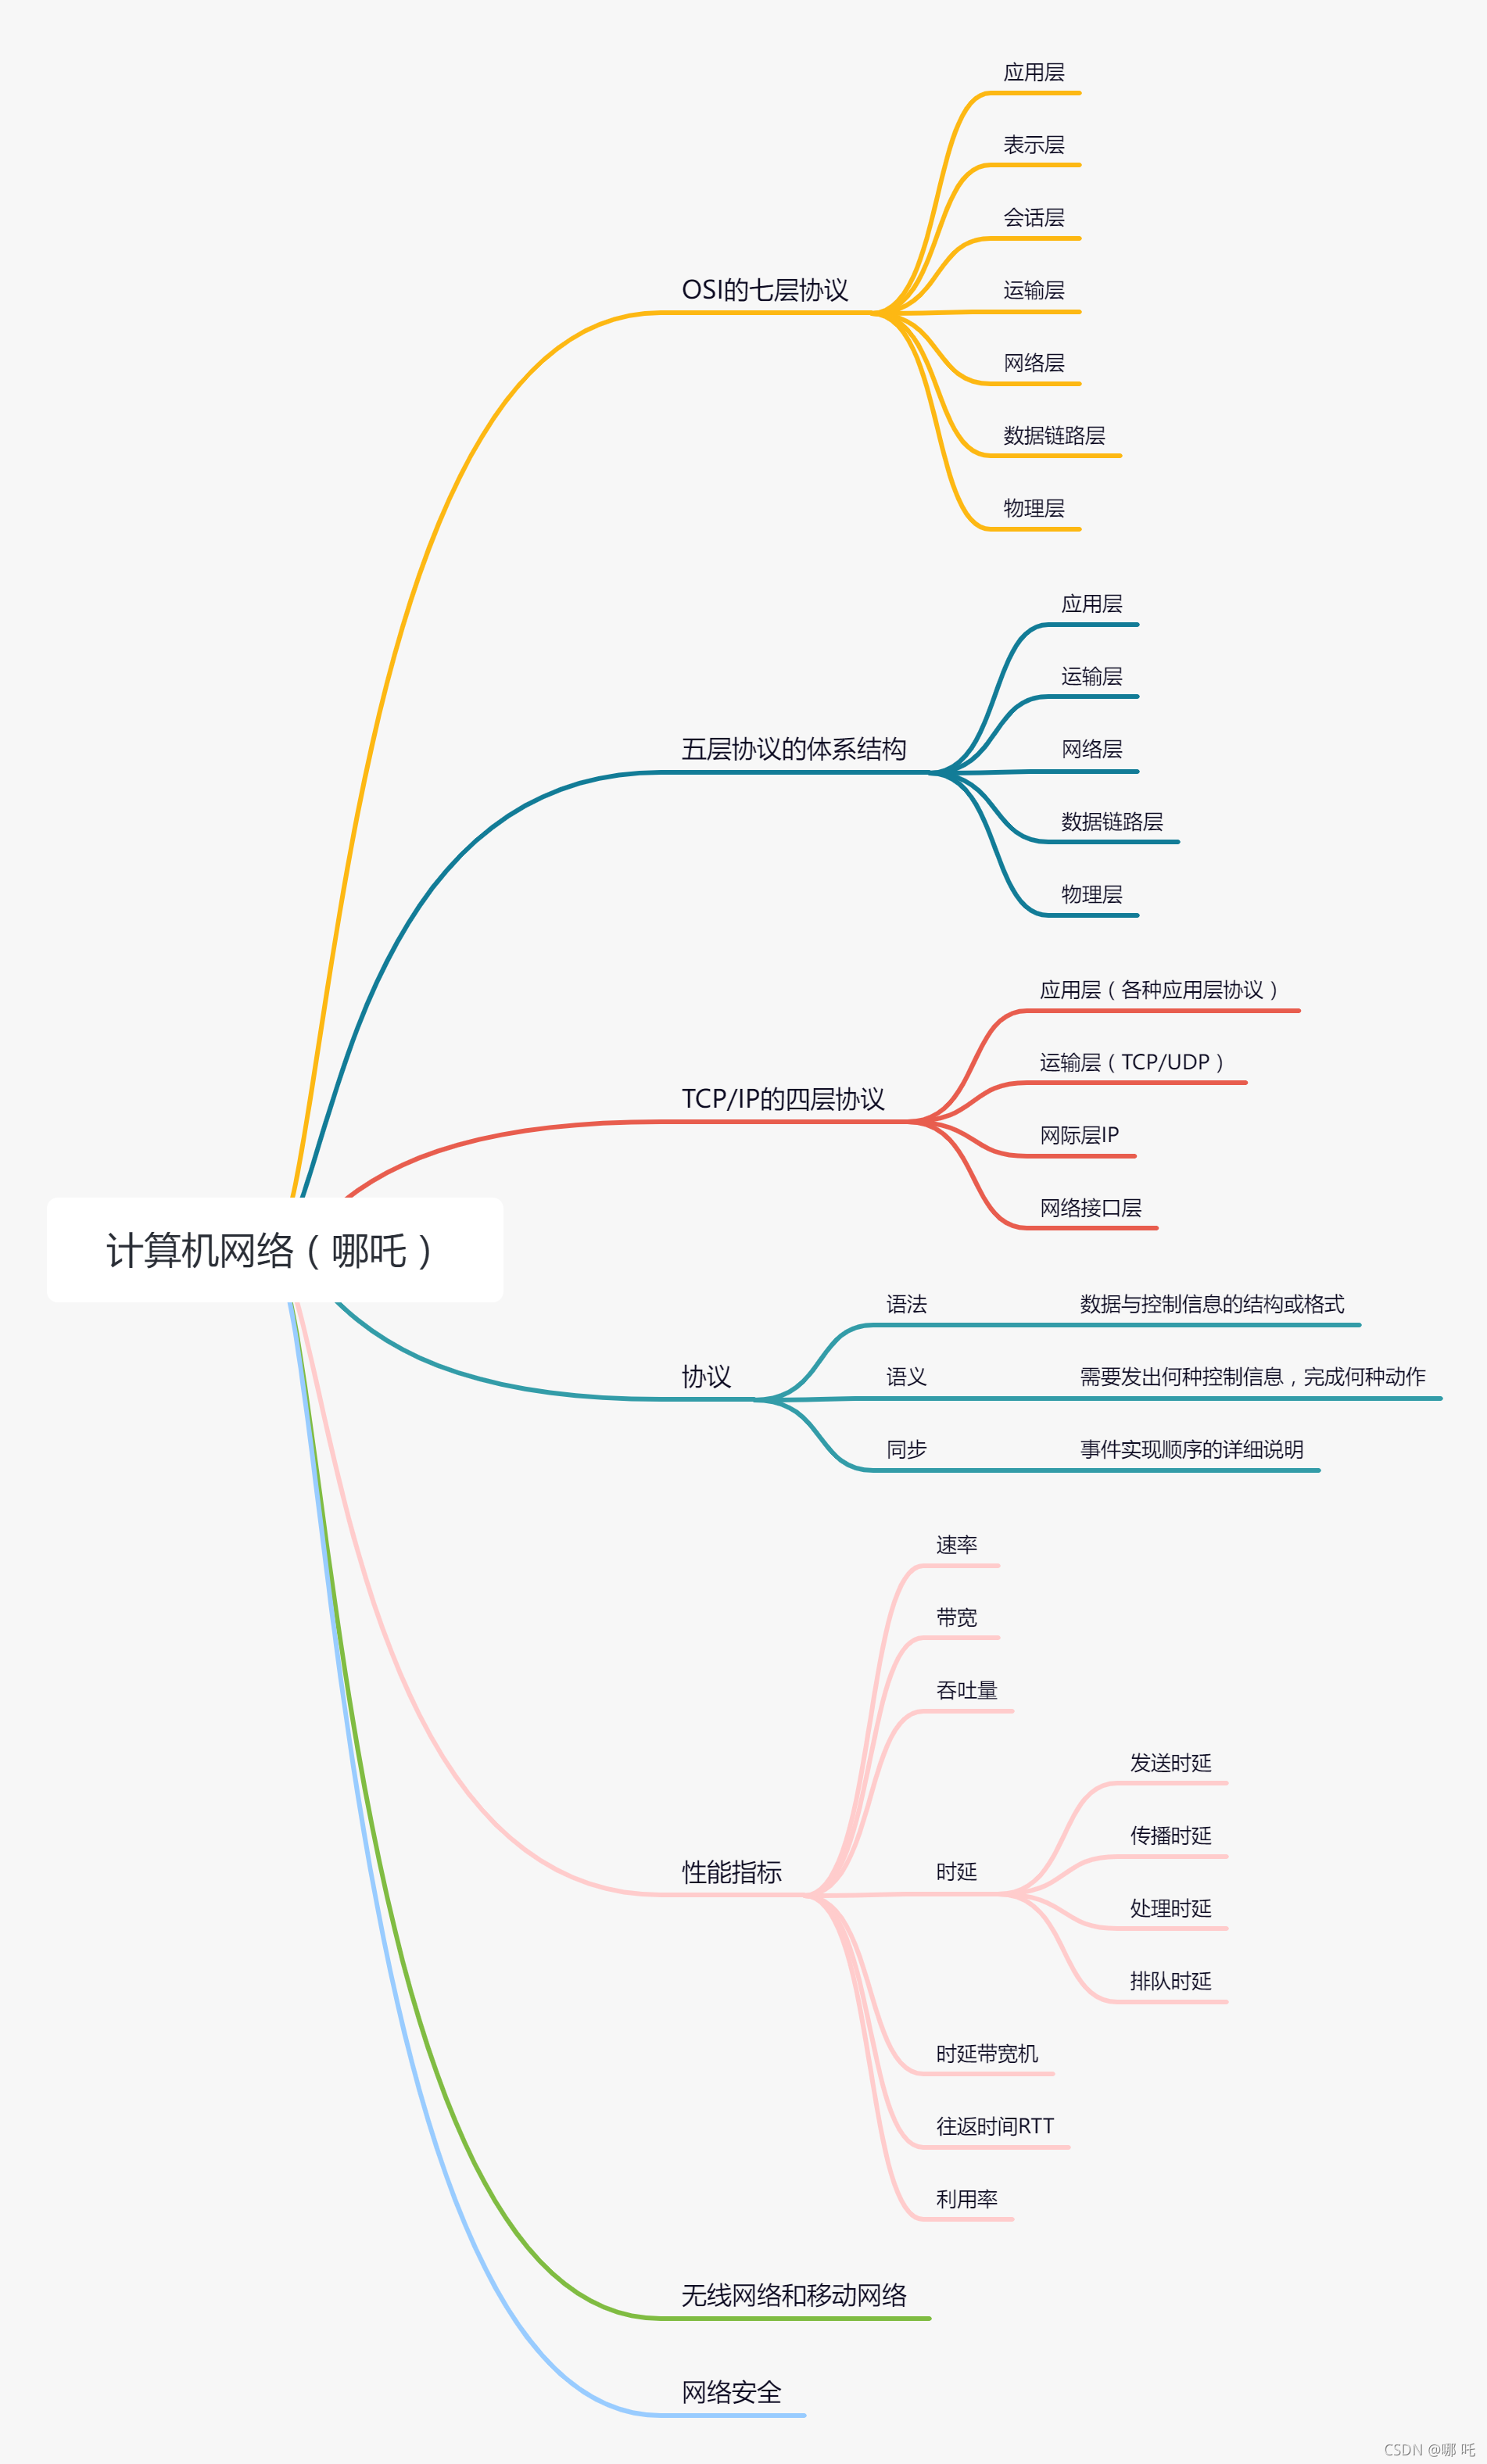 应用层
表示层
会话层
OSI的七层协议
运输层
网络层
数据链路层
物理层
应用层
运输层
五层协议的体系结构
网络层
数据链路层
物理层
应用层（各种应用层协议）
运输层（TCP/UDP）
TCP/IP的四层协议
网际层IP
网络接口层
计算机网络（哪吒）
语法 数据与控制信息的结构或格式
协议
语义 需要发出何种控制信息，完成何种动作
同步 事件实现顺序的详细说明
速率
带宽
吞吐量
性能指标
时延
发送时延
传播时延
处理时延
排队时延
时延带宽机
往返时间RTT
利用率
无线网络和移动网络
网络安全
CSDN @哪 吒